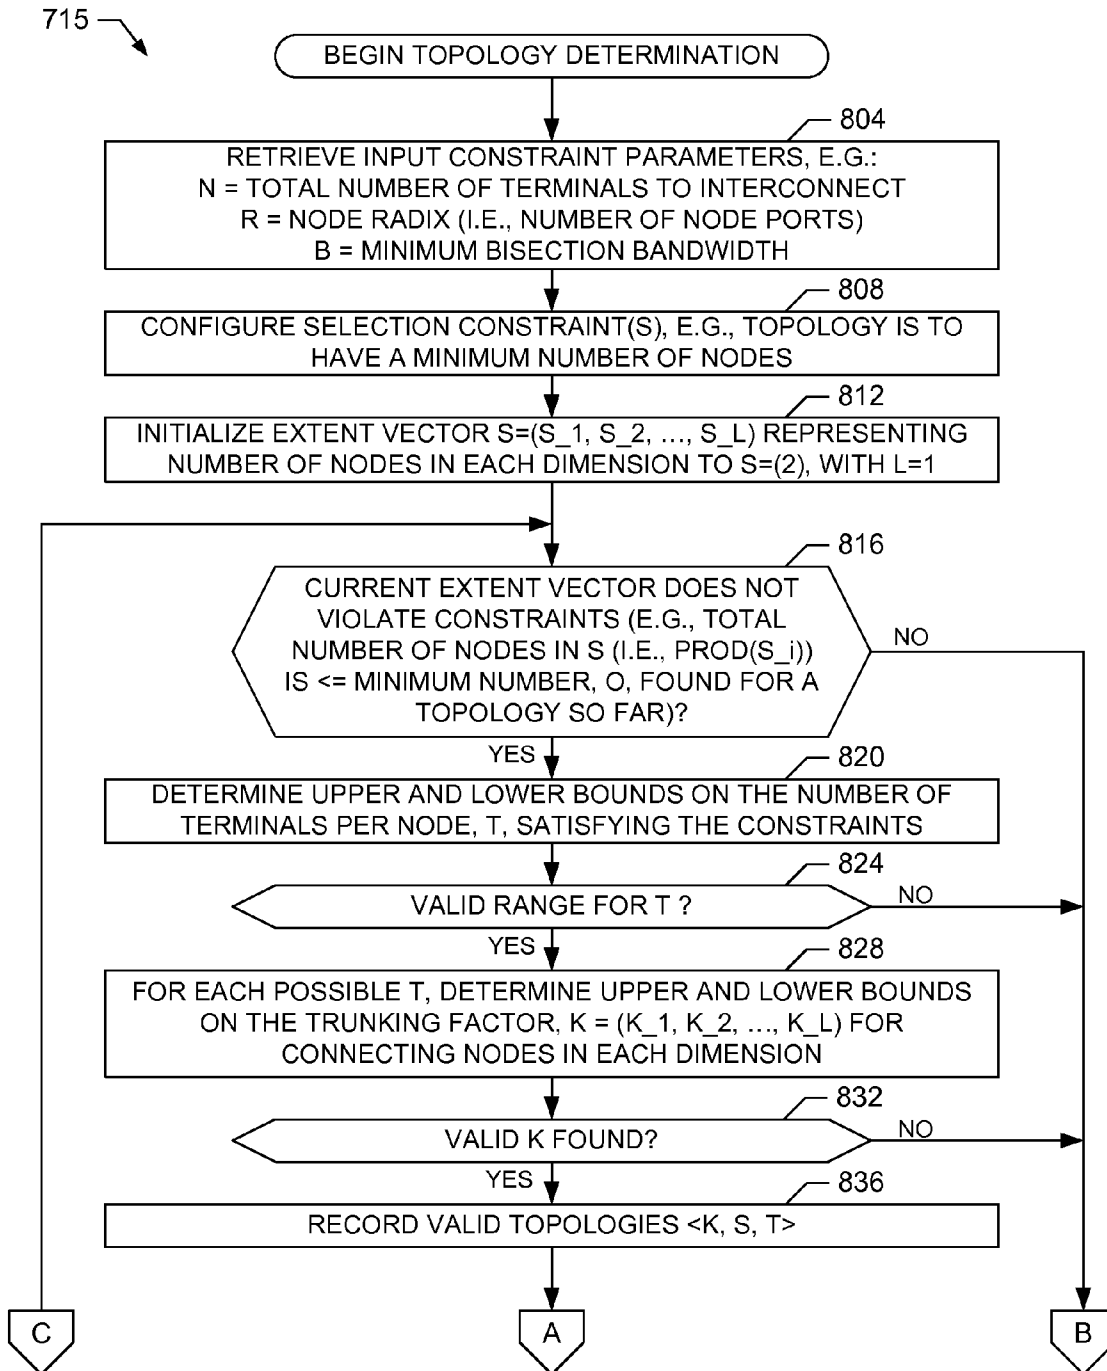 715
BEGIN TOPOLOGY DETERMINATION
804
RETRIEVE INPUT CONSTRAINT PARAMETERS, E.G.:
N = TOTAL NUMBER OF TERMINALS TO INTERCONNECT
R = NODE RADIX (I.E., NUMBER OF NODE PORTS)
B = MINIMUM BISECTION BANDWIDTH
808
CONFIGURE SELECTION CONSTRAINT(S), E.G., TOPOLOGY IS TO
HAVE A MINIMUM NUMBER OF NODES
812
INITIALIZE EXTENT VECTOR S=(S_1, S_2, ..., S_L) REPRESENTING
NUMBER OF NODES IN EACH DIMENSION TO S=(2), WITH L=1
816
CURRENT EXTENT VECTOR DOES NOT
VIOLATE CONSTRAINTS (E.G., TOTAL
NUMBER OF NODES IN S (I.E., PROD(S_i))
IS <= MINIMUM NUMBER, O, FOUND FOR A
TOPOLOGY SO FAR)?
NO
YES
820
DETERMINE UPPER AND LOWER BOUNDS ON THE NUMBER OF
TERMINALS PER NODE, T, SATISFYING THE CONSTRAINTS
824
VALID RANGE FOR T ?
NO
YES
828
FOR EACH POSSIBLE T, DETERMINE UPPER AND LOWER BOUNDS
ON THE TRUNKING FACTOR, K = (K_1, K_2, ..., K_L) FOR
CONNECTING NODES IN EACH DIMENSION
832
VALID K FOUND?
NO
YES
836
RECORD VALID TOPOLOGIES <K, S, T>
C
A
B